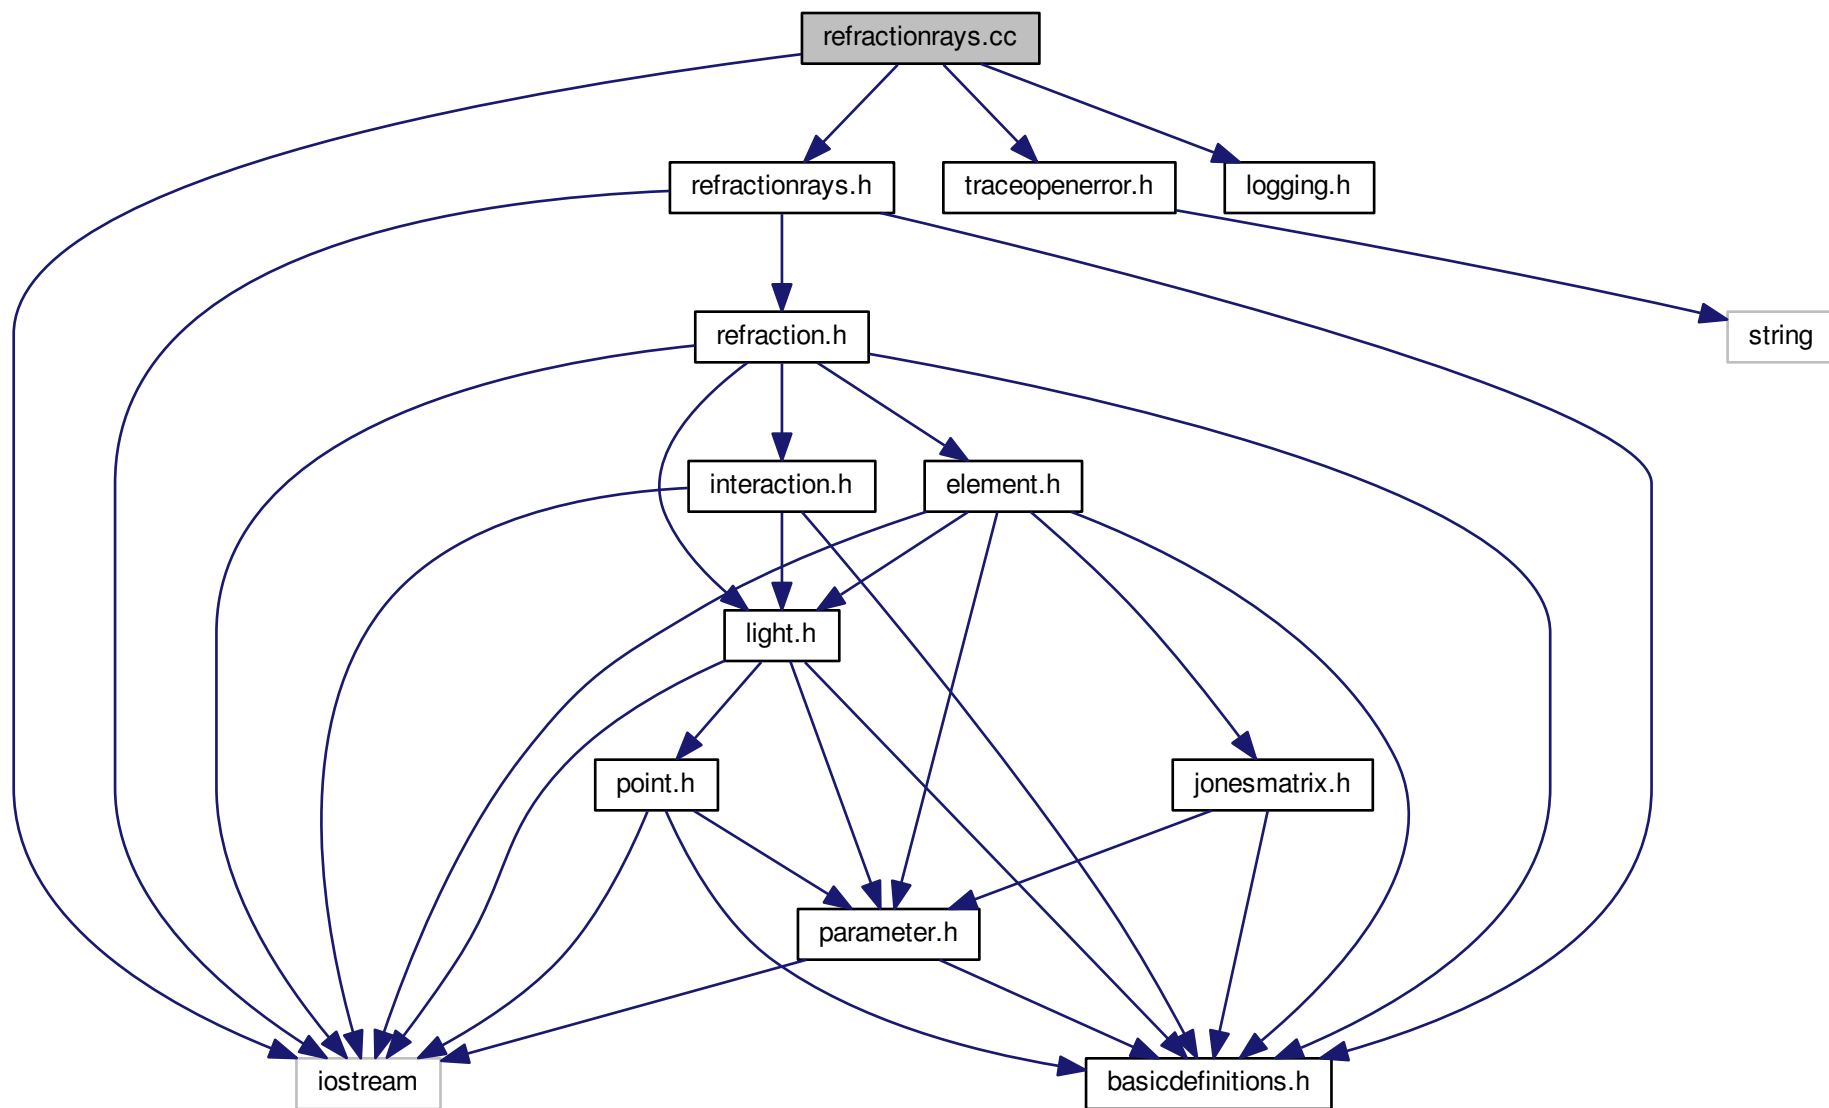 refractionrays.cc
refractionrays.h
traceopenerror.h
logging.h
refraction.h
string
interaction.h
element.h
light.h
point.h
jonesmatrix.h
parameter.h
iostream
basicdefinitions.h